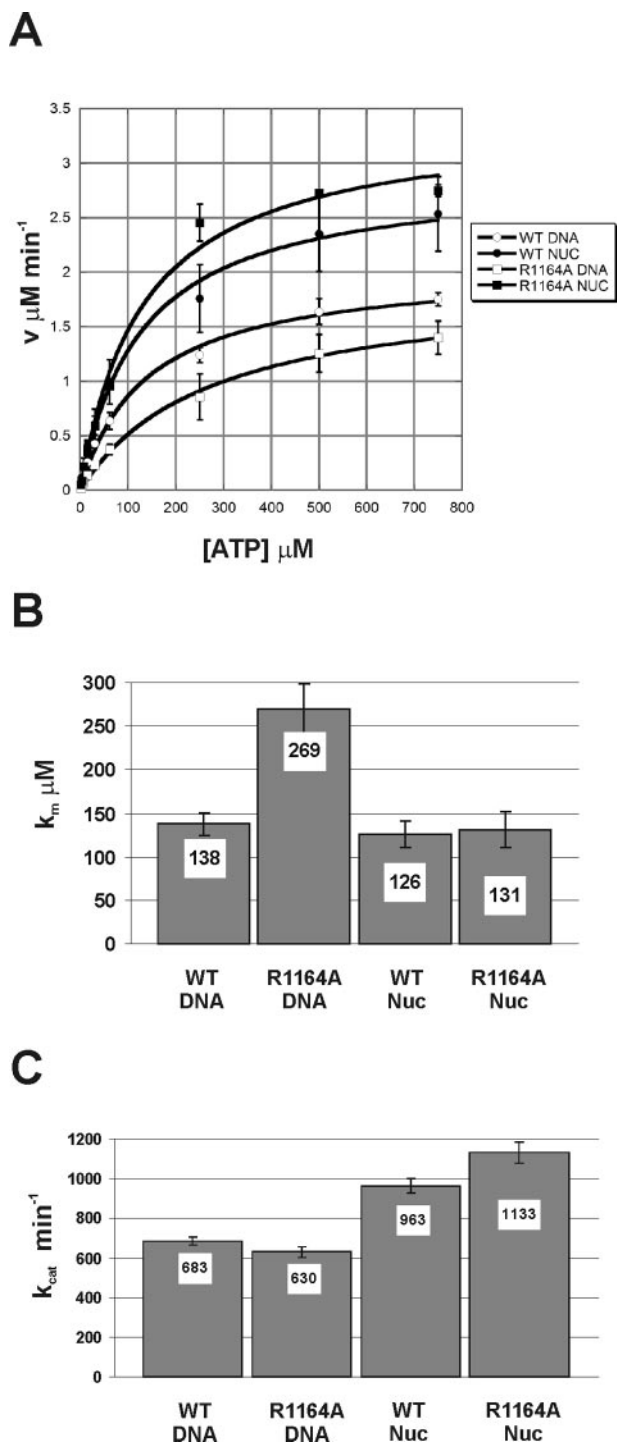 A
3.5
3
2.5
2
1.5
1
0.5
0
v µM min-1
0 100 200 300 400 500 600 700 800
[ATP] µM
WT DNA
WT NUC
R1164A DNA
R1164A NUC
B
300
250
200
150
100
50
0
km µM
138
269
126
131
WT R1164A WT R1164A
DNA DNA Nuc Nuc
C
1200
1000
800
600
400
200
0
kcat min-1
683
630
963
1133
WT R1164A WT R1164A
DNA DNA Nuc Nuc